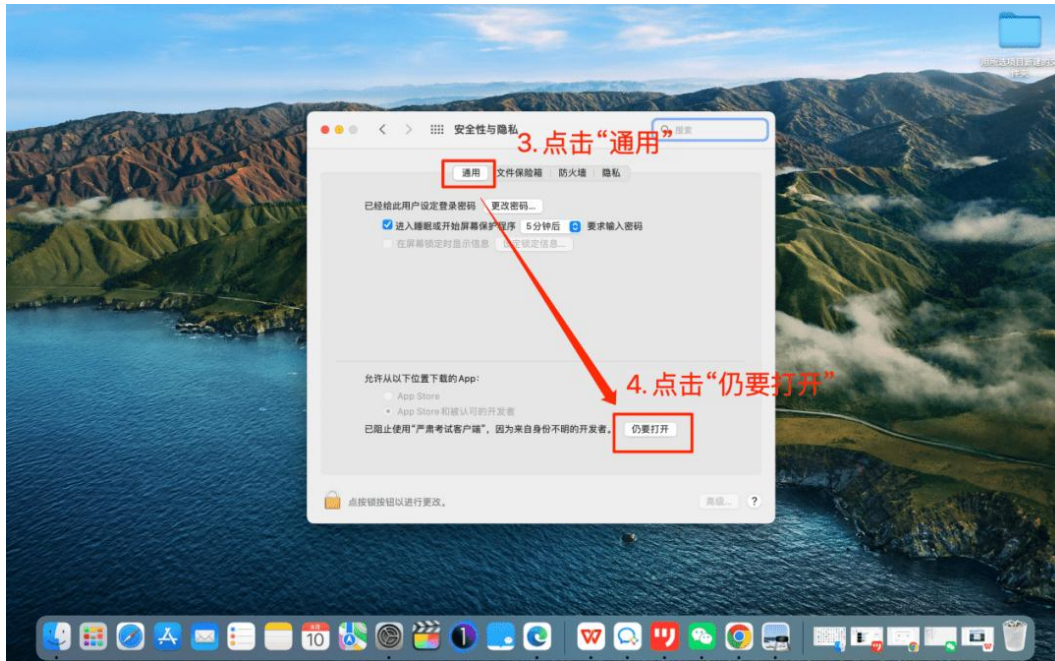 安全性与隐私
搜索
3.点击“通用”
通用 文件保险箱 防火墙 隐私
已经给此用户设定登录密码 更改密码...
进入睡眠或开始屏幕保护程序 5分钟后 要求输入密码
在屏幕锁定时显示信息 设定锁定信息...
允许从以下位置下载的App:
App Store
App Store和被认可的开发者
4.点击“仍要打开”
已阻止使用“严肃考试客户端”，因为来自身份不明的开发者。 仍要打开
点按锁按钮以进行更改。
高级... ?
10